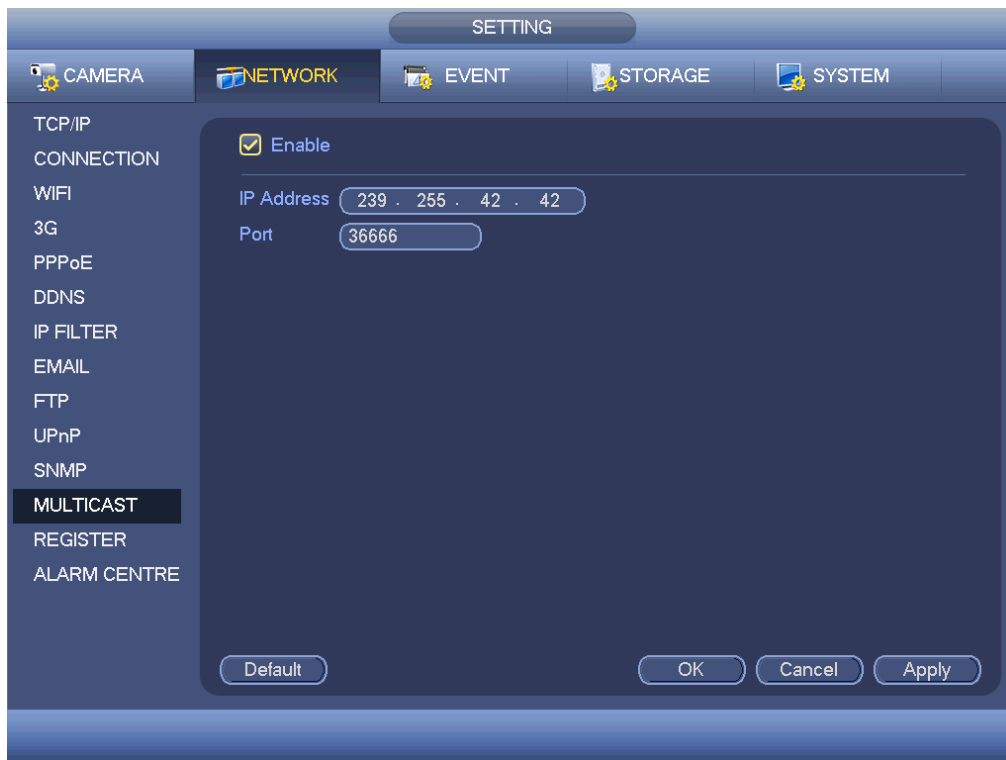 SETTING
CAMERA NETWORK EVENT STORAGE SYSTEM
TCP/IP
CONNECTION
WIFI
3G
PPPoE
DDNS
IP FILTER
EMAIL
FTP
UPnP
SNMP
MULTICAST
REGISTER
ALARM CENTRE
Enable
IP Address 239 . 255 . 42 . 42
Port 36666
Default OK Cancel Apply